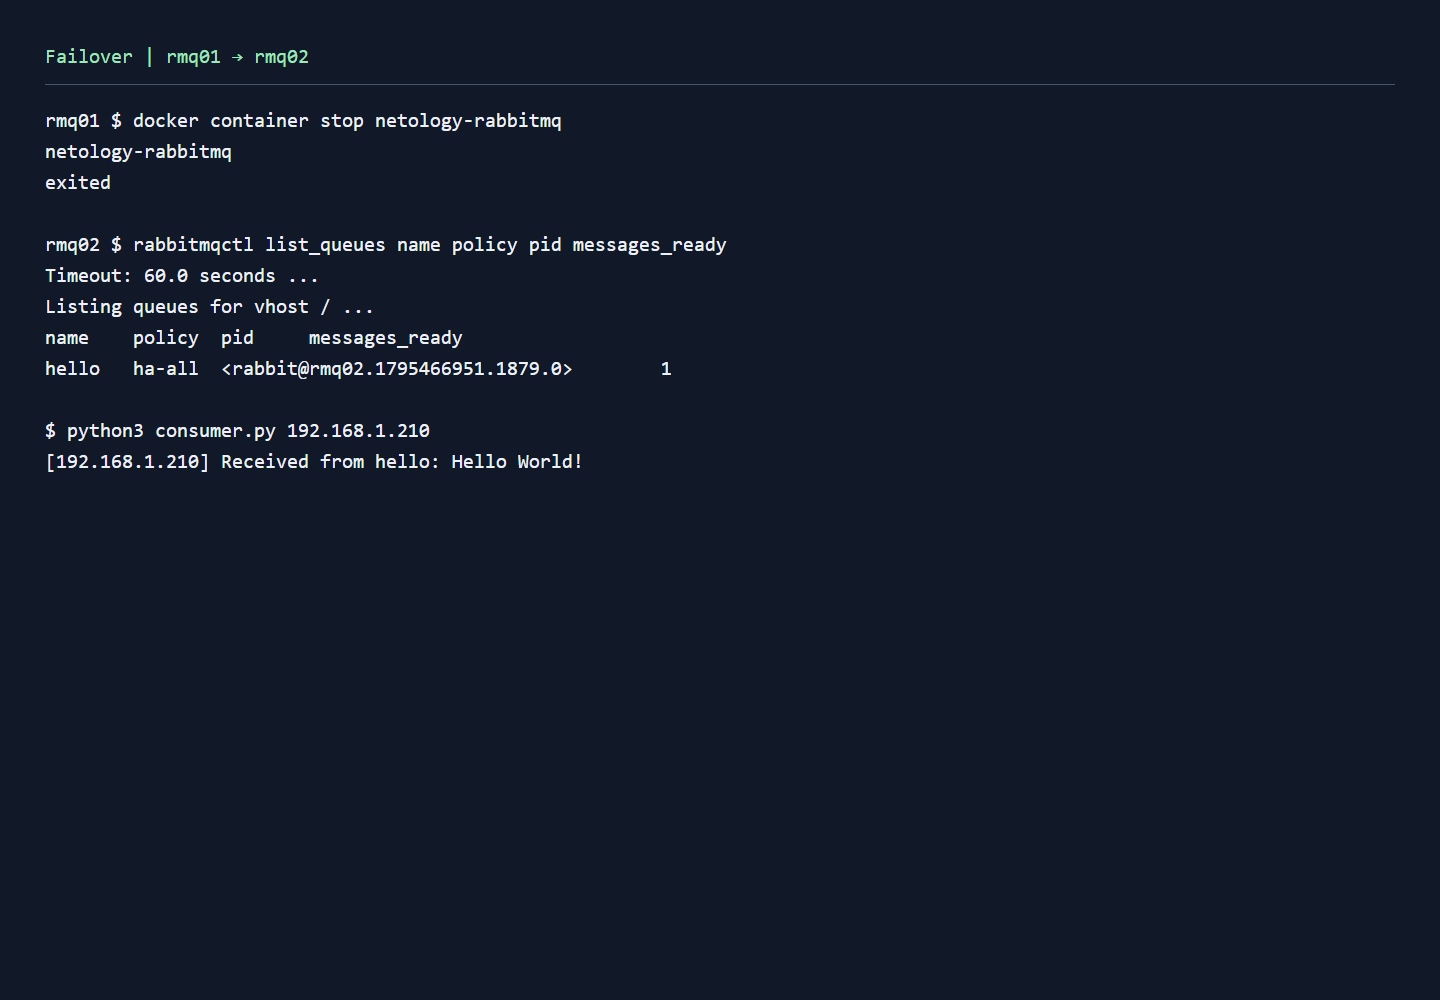 Failover | rmq01 → rmq02
rmq01 $ docker container stop netology-rabbitmq
netology-rabbitmq
exited
rmq02 $ rabbitmqctl list_queues name policy pid messages_ready
Timeout: 60.0 seconds ...
Listing queues for vhost / ...
name    policy  pid     messages_ready
hello   ha-all  <rabbit@rmq02.1795466951.1879.0>        1
$ python3 consumer.py 192.168.1.210
[192.168.1.210] Received from hello: Hello World!